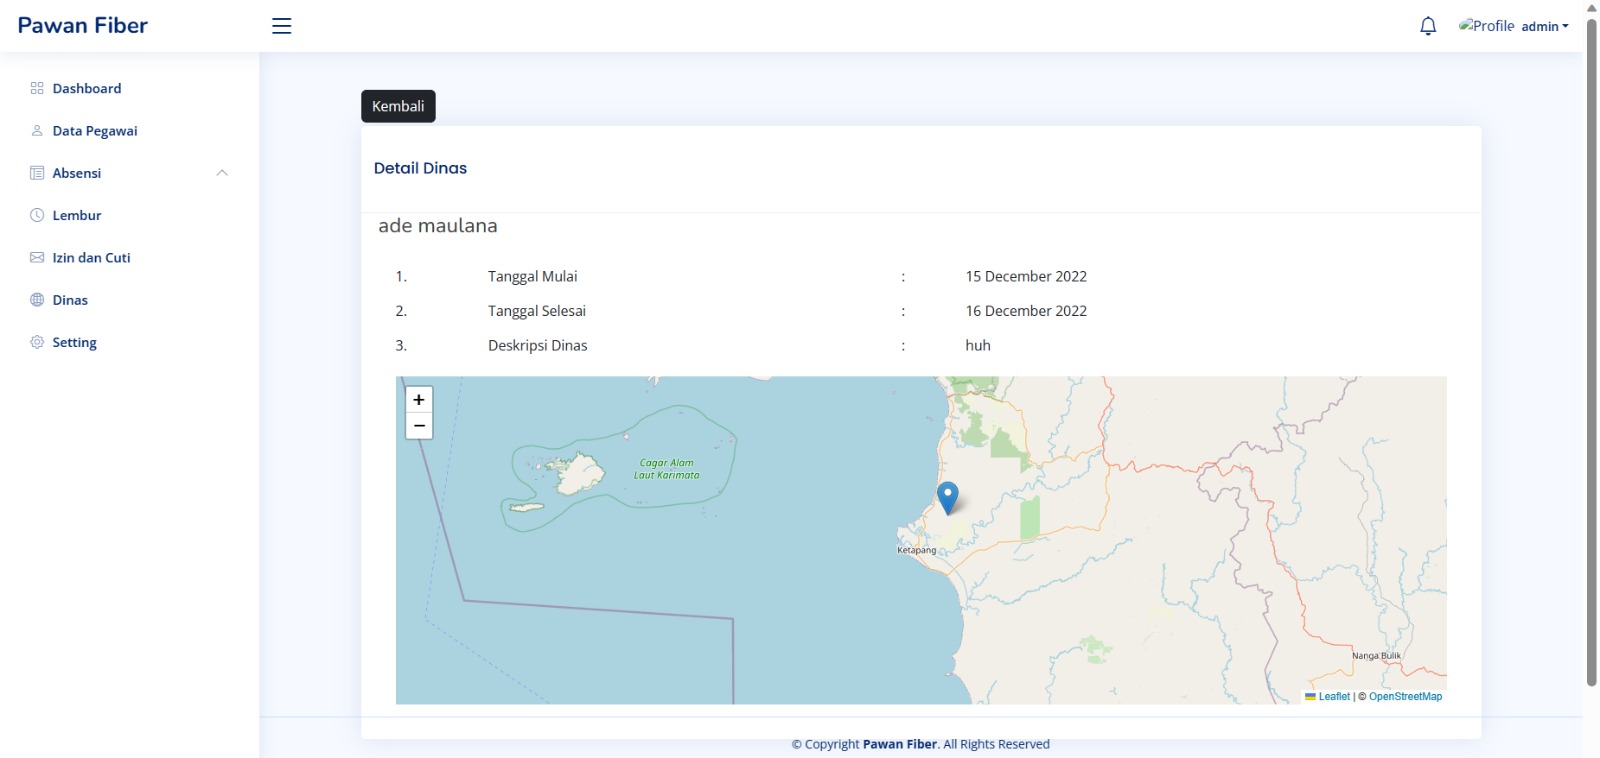 Pawan Fiber
Profile admin
Dashboard
Data Pegawai
Absensi
Lembur
Izin dan Cuti
Dinas
Setting
Kembali
Detail Dinas
ade maulana
1. Tanggal Mulai : 15 December 2022
2. Tanggal Selesai : 16 December 2022
3. Deskripsi Dinas : huh
+
−
Cagar Alam
Laut Karimata
Ketapang
Nanga Bulik
Leaflet | © OpenStreetMap
© Copyright Pawan Fiber. All Rights Reserved